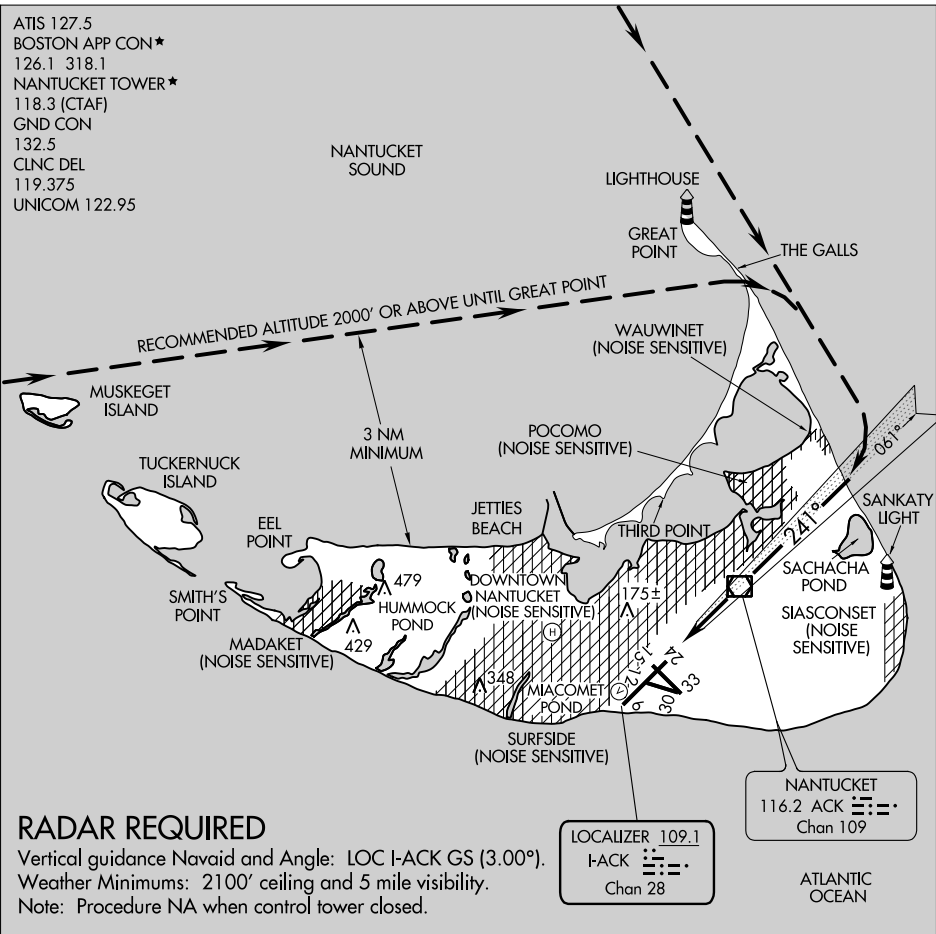 ATIS 127.5
BOSTON APP CON★
126.1 318.1
NANTUCKET TOWER★
118.3 (CTAF)
GND CON
132.5
CLNC DEL
119.375
UNICOM 122.95
NANTUCKET
SOUND
LIGHTHOUSE
GREAT
POINT
THE GALLS
RECOMMENDED ALTITUDE 2000' OR ABOVE UNTIL GREAT POINT
WAUWINET
(NOISE SENSITIVE)
MUSKEGET
ISLAND
3 NM
MINIMUM
POCOMO
(NOISE SENSITIVE)
061°
TUCKERNUCK
ISLAND
JETTIES
BEACH
SANKATY
LIGHT
EEL
POINT
THIRD POINT
241°
SACHACHA
POND
479
DOWNTOWN
NANTUCKET
(NOISE SENSITIVE)
175±
SMITH'S
POINT
HUMMOCK
POND
SIASCONSET
(NOISE
SENSITIVE)
H
429
MADAKET
(NOISE SENSITIVE)
348
MIACOMET
POND
6
12
15
24
30
33
SURFSIDE
(NOISE SENSITIVE)
NANTUCKET
116.2 ACK
Chan 109
RADAR REQUIRED
LOCALIZER 109.1
I-ACK
Chan 28
Vertical guidance Navaid and Angle: LOC I-ACK GS (3.00°).
Weather Minimums: 2100' ceiling and 5 mile visibility.
Note: Procedure NA when control tower closed.
ATLANTIC
OCEAN